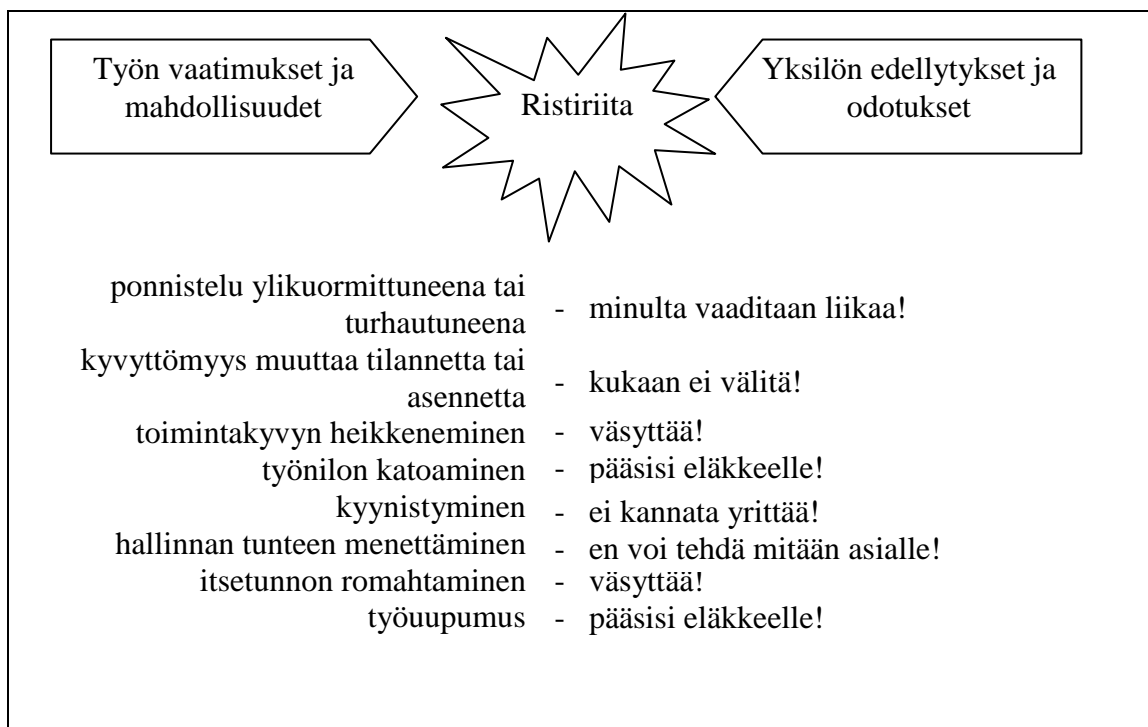 Työn vaatimukset ja
mahdollisuudet
Ristiriita
Yksilön edellytykset ja
odotukset
ponnistelu ylikuormittuneena tai
turhautuneena - minulta vaaditaan liikaa!
kyvyttömyys muuttaa tilannetta tai
asennetta - kukaan ei välitä!
toimintakyvyn heikkeneminen - väsyttää!
työnilon katoaminen - pääsisi eläkkeelle!
kyynistyminen - ei kannata yrittää!
hallinnan tunteen menettäminen - en voi tehdä mitään asialle!
itsetunnon romahtaminen - väsyttää!
työuupumus - pääsisi eläkkeelle!